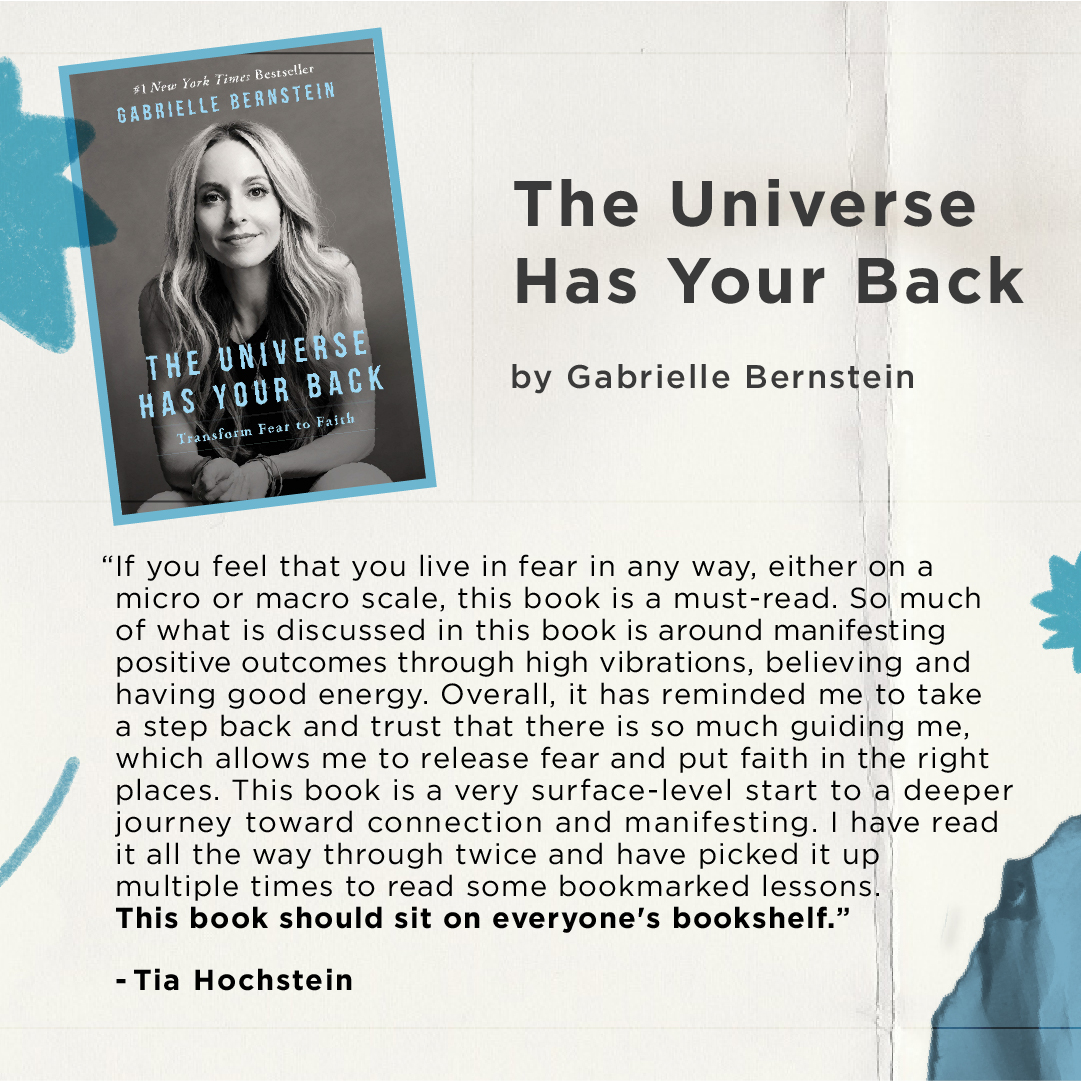 #1 New York Times Bestseller
GABRIELLE BERNSTEIN
THE UNIVERSE
HAS YOUR BACK
Transform Fear to Faith
The Universe
Has Your Back
by Gabrielle Bernstein
“If you feel that you live in fear in any way, either on a
micro or macro scale, this book is a must-read. So much
of what is discussed in this book is around manifesting
positive outcomes through high vibrations, believing and
having good energy. Overall, it has reminded me to take
a step back and trust that there is so much guiding me,
which allows me to release fear and put faith in the right
places. This book is a very surface-level start to a deeper
journey toward connection and manifesting. I have read
it all the way through twice and have picked it up
multiple times to read some bookmarked lessons.
This book should sit on everyone's bookshelf.”
- Tia Hochstein